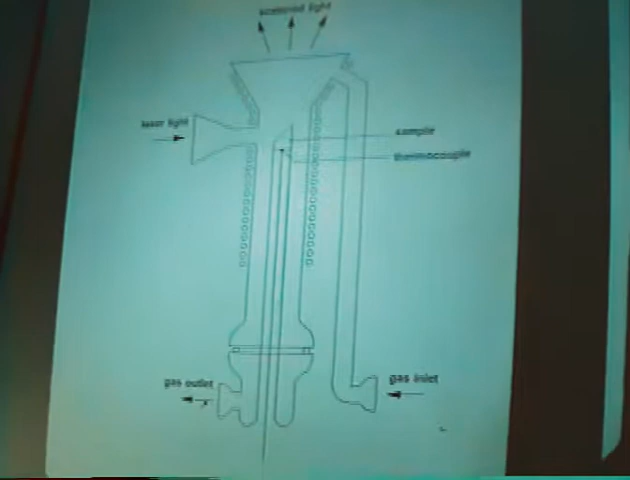 scattered light
laser light
sample
thermocouple
gas outlet
gas inlet